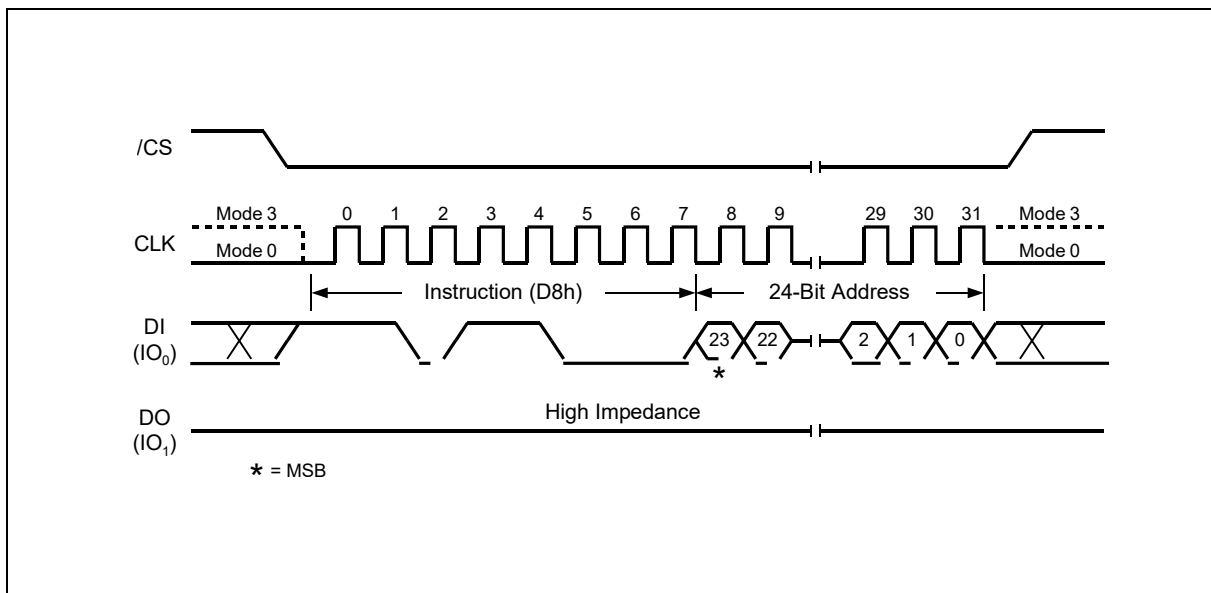 /CS
Mode 3 0 1 2 3 4 5 6 7 8 9 29 30 31 Mode 3
CLK Mode 0 Mode 0
Instruction (D8h) 24-Bit Address
DI
(IO₀) 23 22 2 1 0
*
DO High Impedance
(IO₁)
* = MSB